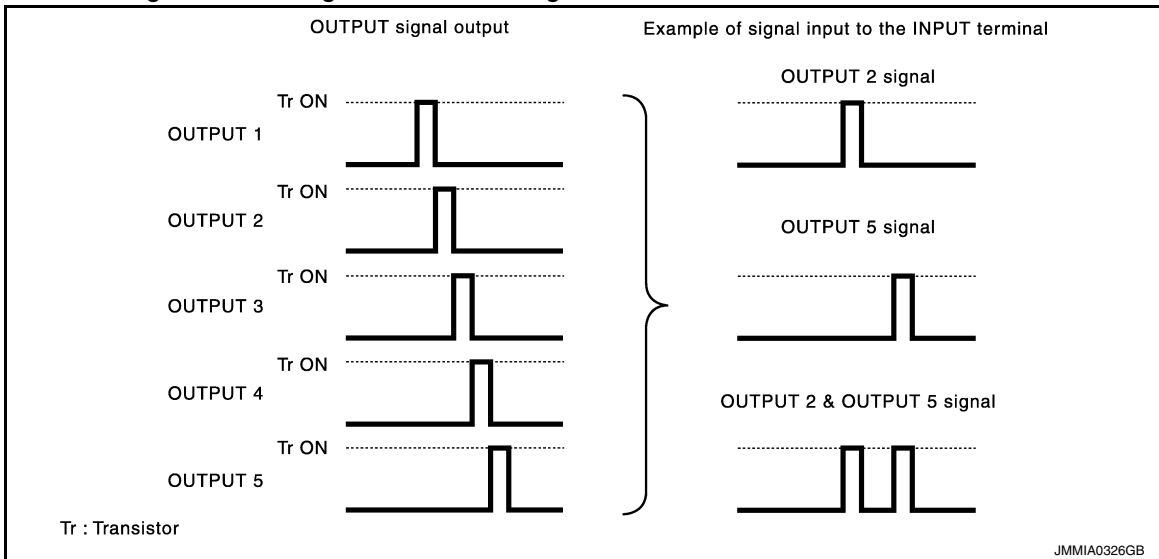 OUTPUT signal output
Example of signal input to the INPUT terminal
Tr ON
OUTPUT 1
Tr ON
OUTPUT 2
Tr ON
OUTPUT 3
Tr ON
OUTPUT 4
Tr ON
OUTPUT 5
OUTPUT 2 signal
OUTPUT 5 signal
OUTPUT 2 & OUTPUT 5 signal
Tr : Transistor
JMMIA0326GB